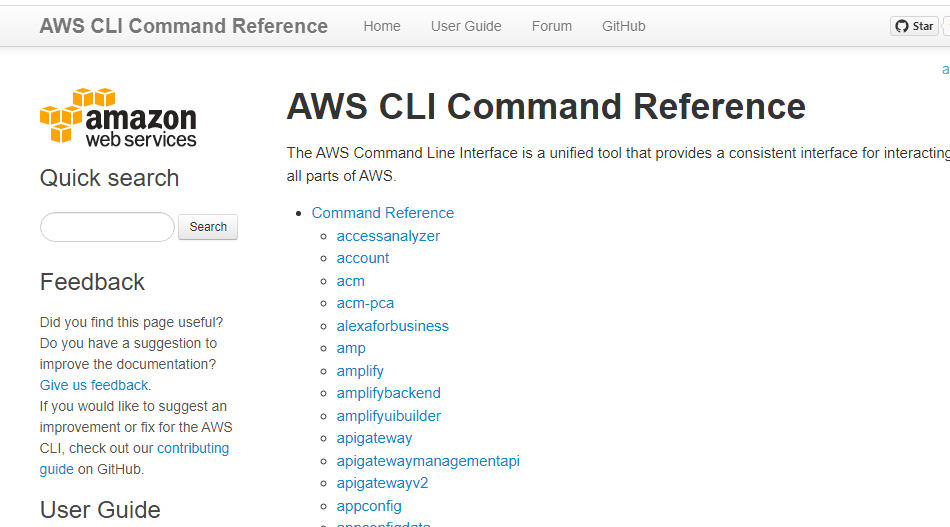 AWS CLI Command Reference Home User Guide Forum GitHub Star
amazon
web services
Quick search
Search
Feedback
Did you find this page useful?
Do you have a suggestion to
improve the documentation?
Give us feedback.
If you would like to suggest an
improvement or fix for the AWS
CLI, check out our contributing
guide on GitHub.
User Guide
AWS CLI Command Reference
The AWS Command Line Interface is a unified tool that provides a consistent interface for interacting
all parts of AWS.
Command Reference
accessanalyzer
account
acm
acm-pca
alexaforbusiness
amp
amplify
amplifybackend
amplifyuibuilder
apigateway
apigatewaymanagementapi
apigatewayv2
appconfig
appconfigdata